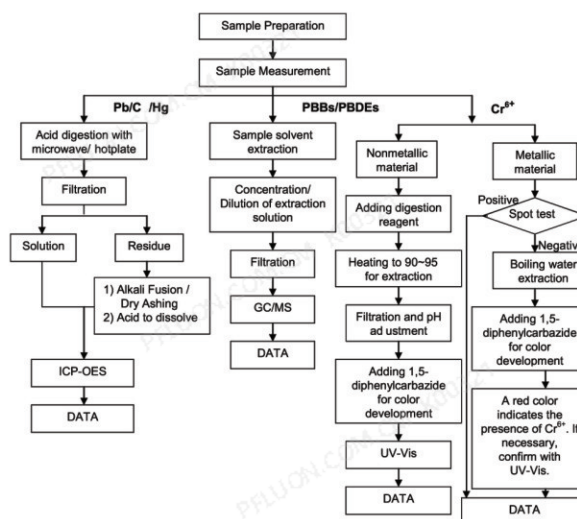 Sample Preparation
Sample Measurement
Pb/C /Hg
PBBs/PBDEs
Cr⁶⁺
Acid digestion with
microwave/ hotplate
Filtration
Solution
Residue
1) Alkali Fusion /
Dry Ashing
2) Acid to dissolve
ICP-OES
DATA
Sample solvent
extraction
Concentration/
Dilution of extraction
solution
Filtration
GC/MS
DATA
Nonmetallic
material
Adding digestion
reagent
Heating to 90~95
for extraction
Filtration and pH
ad ustment
Adding 1,5-
diphenylcarbazide
for color
development
UV-Vis
DATA
Metallic
material
Positive
Spot test
Negative
Boiling water
extraction
Adding 1,5-
diphenylcarbazide
for color
development
A red color
indicates the
presence of Cr⁶⁺. If
necessary,
confirm with
UV-Vis.
DATA